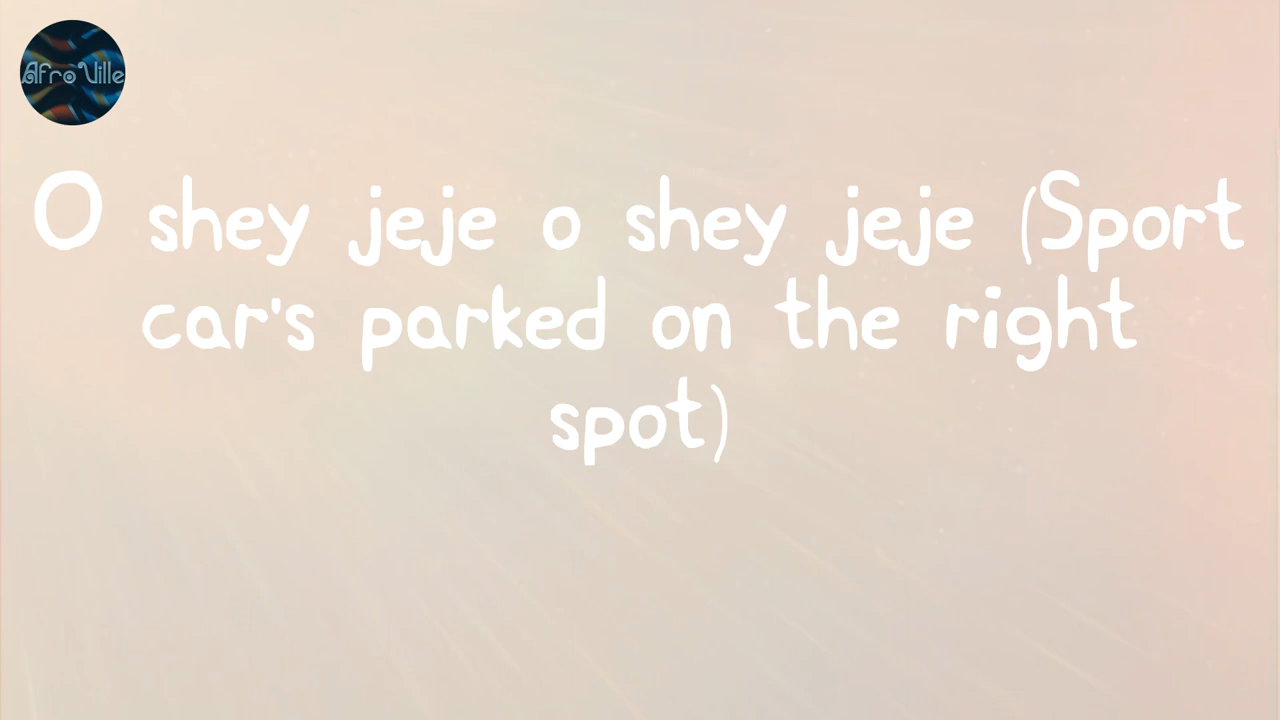 Afro Ville
O shey jeje o shey jeje (Sport
car's parked on the right
spot)